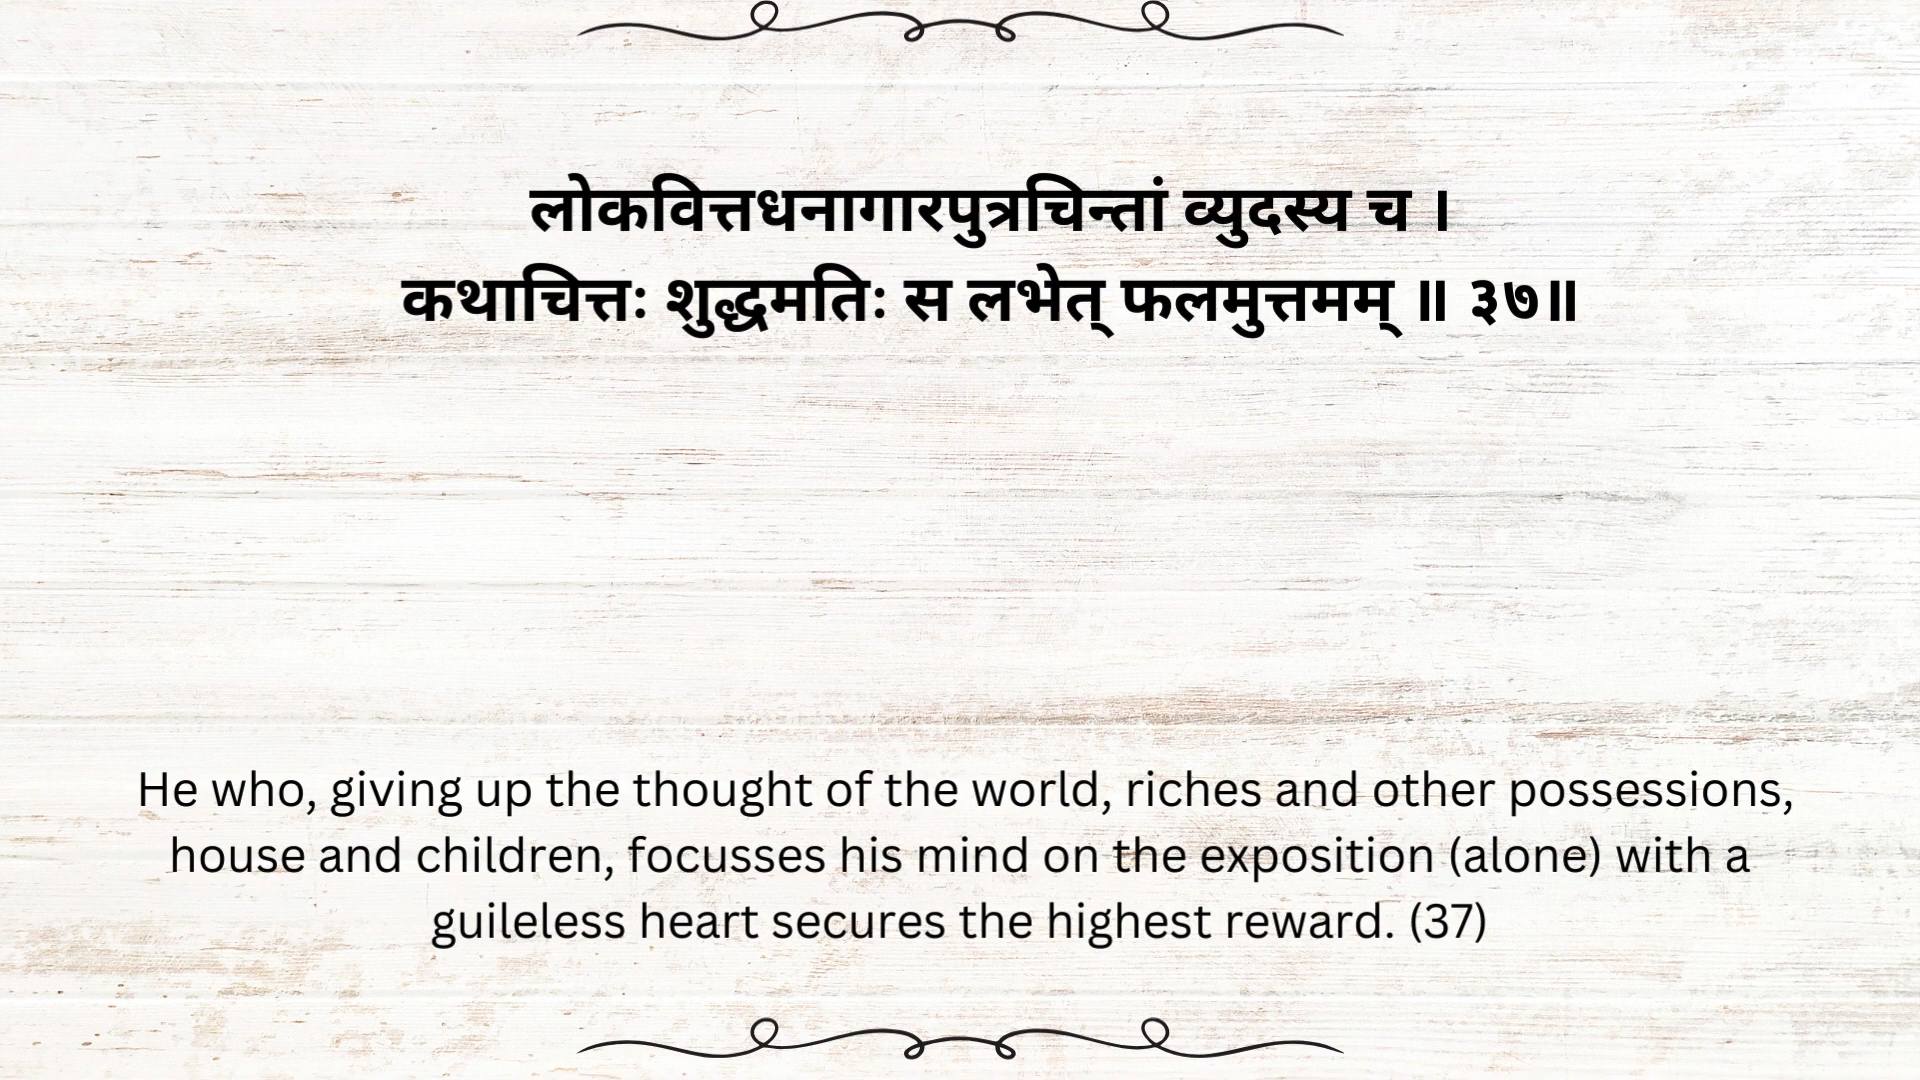 लोकवित्तधनागारपुत्रचिन्तां व्युदस्य च ।
कथाचित्तः शुद्धमतिः स लभेत् फलमुत्तमम् ॥ ३७॥
He who, giving up the thought of the world, riches and other possessions,
house and children, focusses his mind on the exposition (alone) with a
guileless heart secures the highest reward. (37)